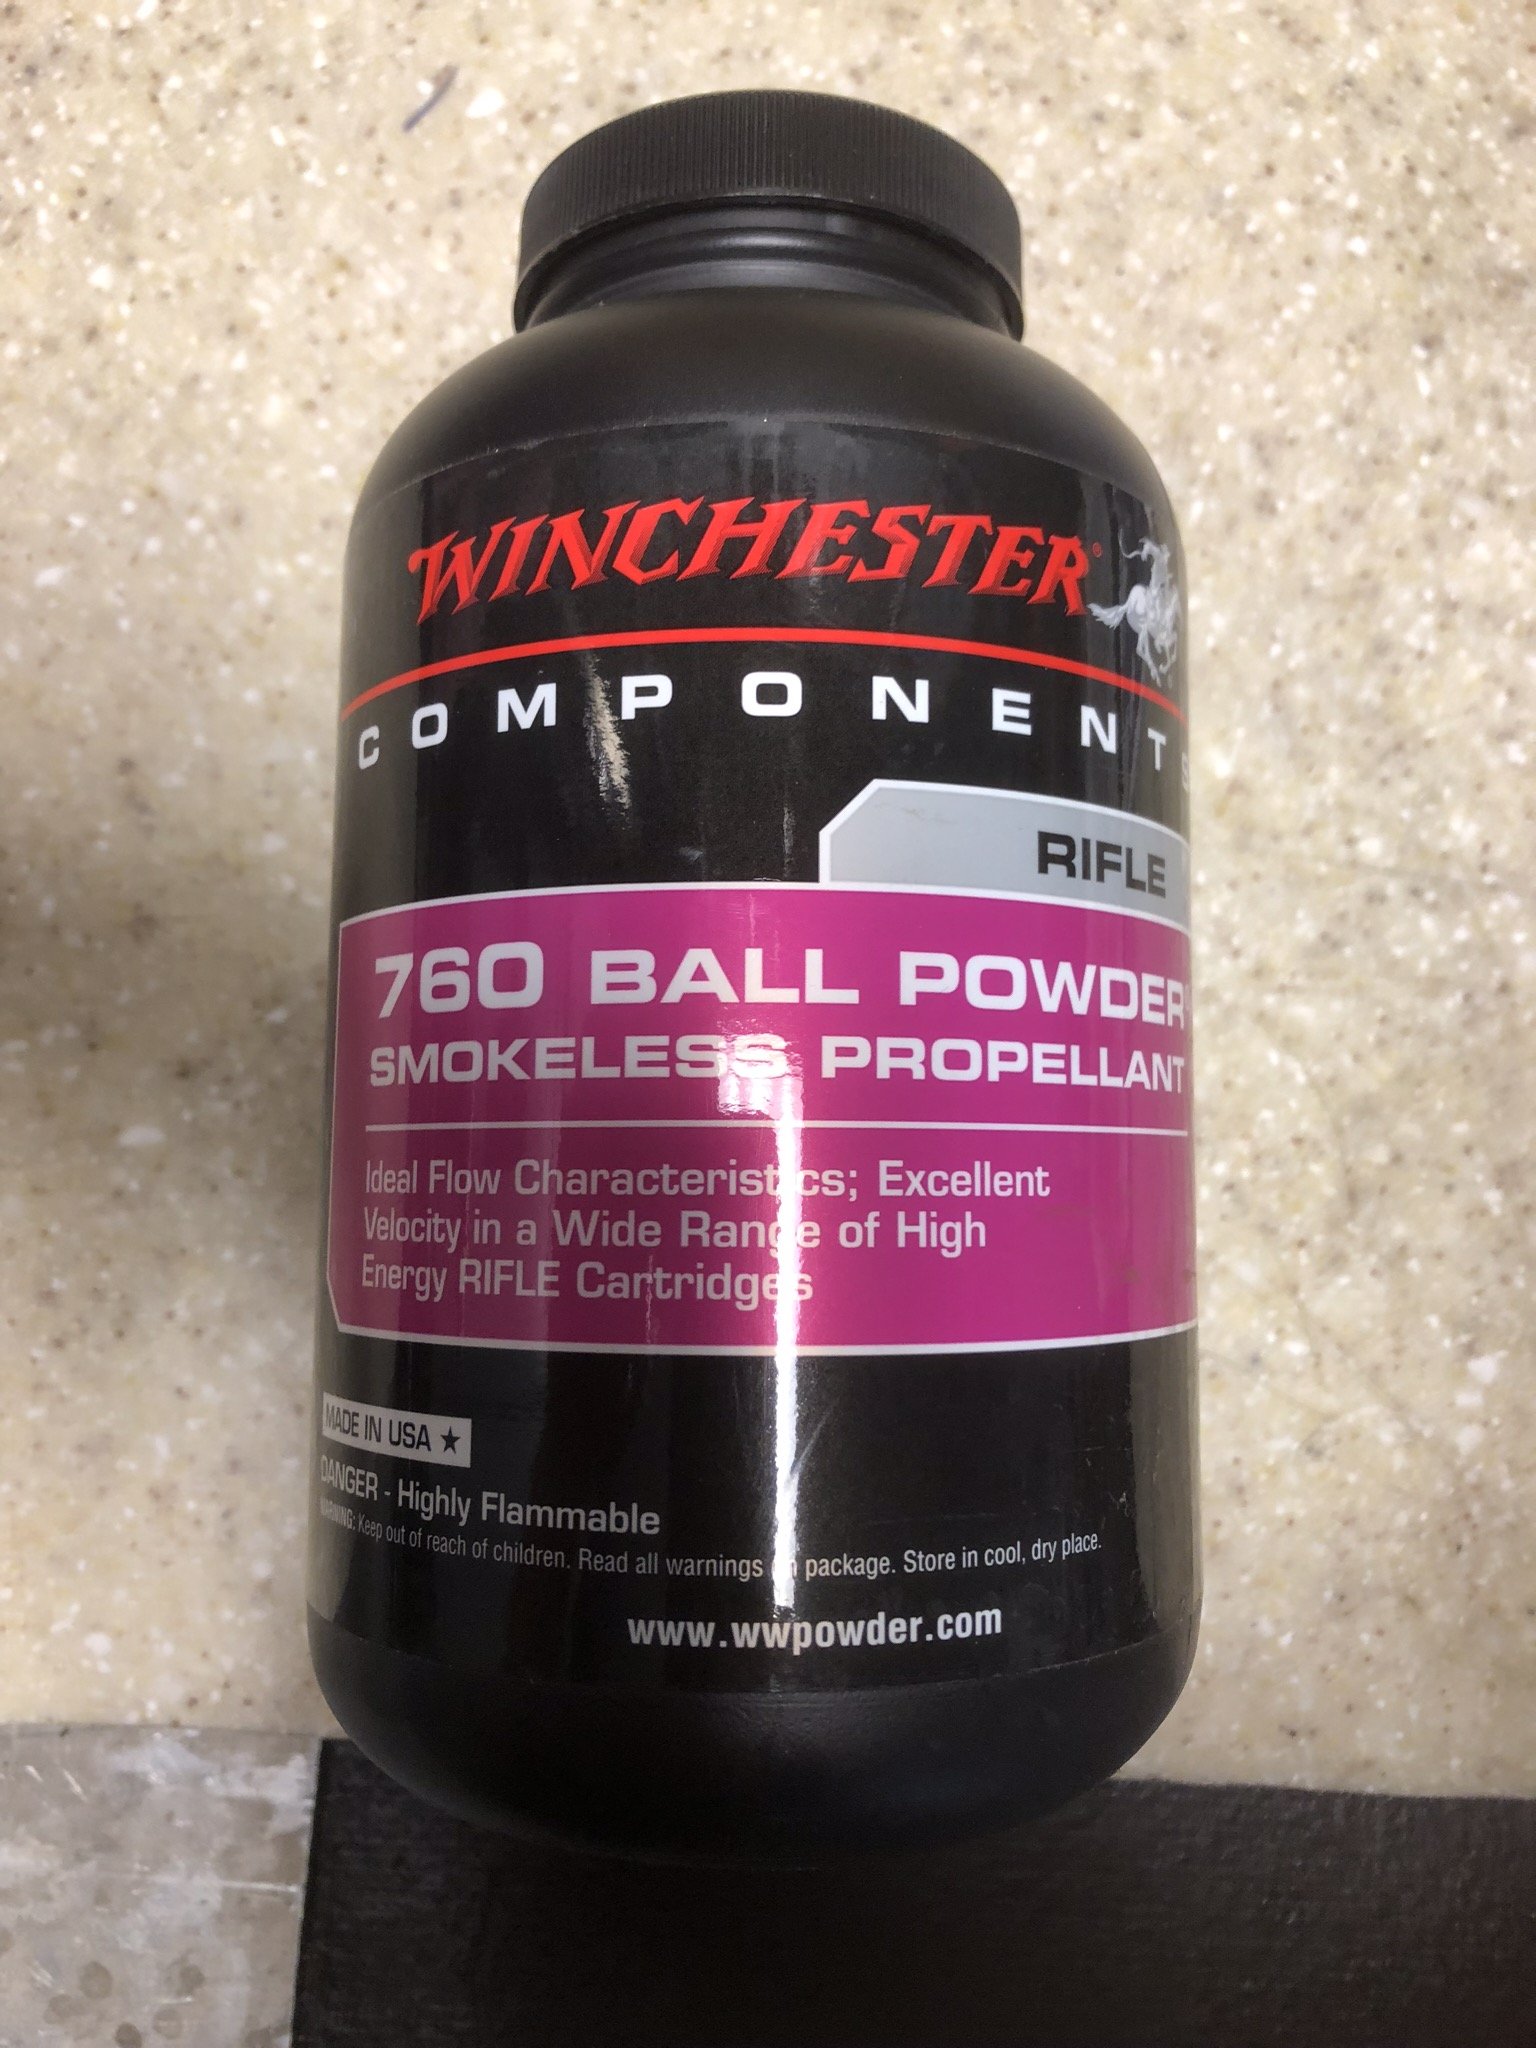 WINCHESTER®
COMPONENTS
RIFLE
760 BALL POWDER
SMOKELESS PROPELLANT
Ideal Flow Characteristics; Excellent
Velocity in a Wide Range of High
Energy RIFLE Cartridges
MADE IN USA ★
DANGER - Highly Flammable
WARNING: Keep out of reach of children. Read all warnings on package. Store in cool, dry place.
www.wwpowder.com